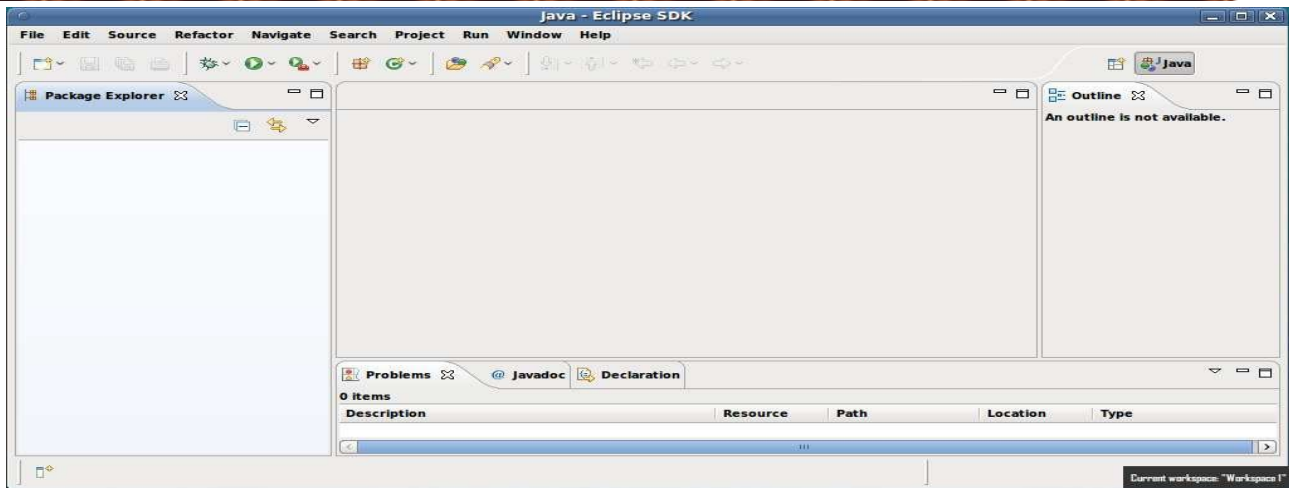 Java - Eclipse SDK
File Edit Source Refactor Navigate Search Project Run Window Help
Java
Package Explorer
Outline
An outline is not available.
Problems @ Javadoc Declaration
0 items
Description Resource Path Location Type
Current workspace: "Workspace 1"